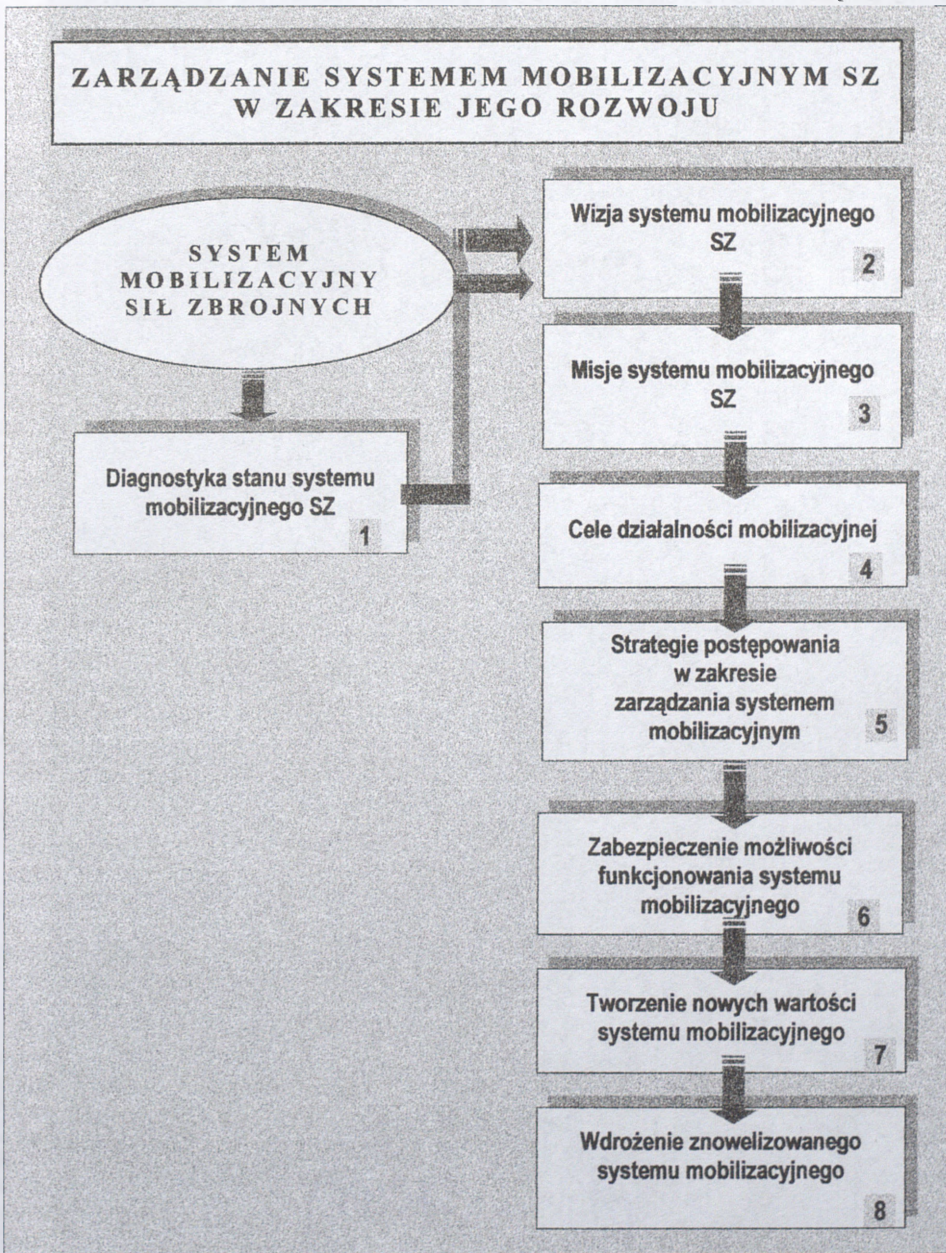 ZARZĄDZANIE SYSTEMEM MOBILIZACYJNYM SZ
W ZAKRESIE JEGO ROZWOJU
SYSTEM
MOBILIZACYJNY
SIŁ ZBROJNYCH
Diagnostyka stanu systemu
mobilizacyjnego SZ
1
Wizja systemu mobilizacyjnego
SZ
2
Misje systemu mobilizacyjnego
SZ
3
Cele działalności mobilizacyjnej
4
Strategie postępowania
w zakresie
zarządzania systemem
mobilizacyjnym
5
Zabezpieczenie możliwości
funkcjonowania systemu
mobilizacyjnego
6
Tworzenie nowych wartości
systemu mobilizacyjnego
7
Wdrożenie znowelizowanego
systemu mobilizacyjnego
8